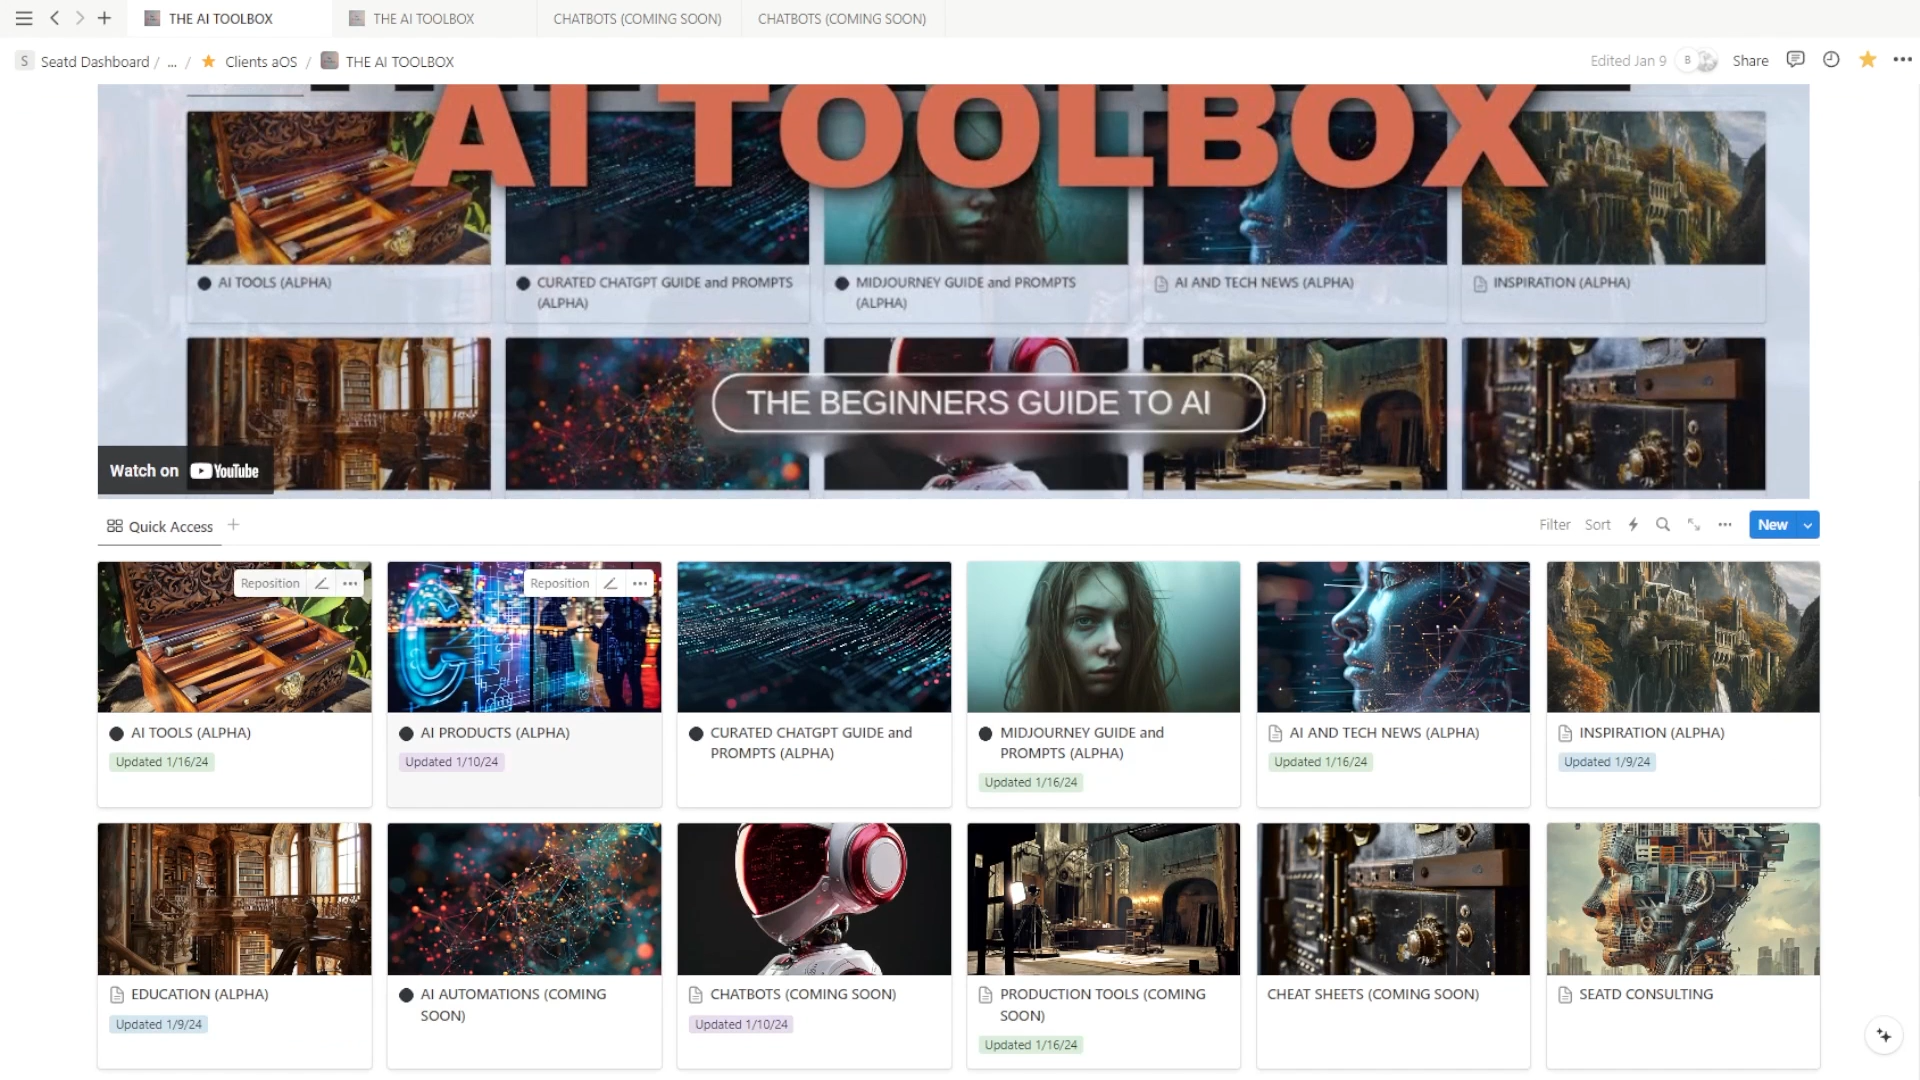 THE AI TOOLBOX
THE AI TOOLBOX
CHATBOTS (COMING SOON)
CHATBOTS (COMING SOON)
S Seatd Dashboard / ... / Clients aOS / THE AI TOOLBOX
Edited Jan 9
B
Share
AI TOOLBOX
AI TOOLS (ALPHA)
CURATED CHATGPT GUIDE and PROMPTS
(ALPHA)
MIDJOURNEY GUIDE and PROMPTS
(ALPHA)
AI AND TECH NEWS (ALPHA)
INSPIRATION (ALPHA)
THE BEGINNERS GUIDE TO AI
Watch on YouTube
Quick Access
Filter Sort
New
Reposition
Reposition
AI TOOLS (ALPHA)
Updated 1/16/24
AI PRODUCTS (ALPHA)
Updated 1/10/24
CURATED CHATGPT GUIDE and
PROMPTS (ALPHA)
MIDJOURNEY GUIDE and
PROMPTS (ALPHA)
Updated 1/16/24
AI AND TECH NEWS (ALPHA)
Updated 1/16/24
INSPIRATION (ALPHA)
Updated 1/9/24
EDUCATION (ALPHA)
Updated 1/9/24
AI AUTOMATIONS (COMING
SOON)
CHATBOTS (COMING SOON)
Updated 1/10/24
PRODUCTION TOOLS (COMING
SOON)
Updated 1/16/24
CHEAT SHEETS (COMING SOON)
SEATD CONSULTING